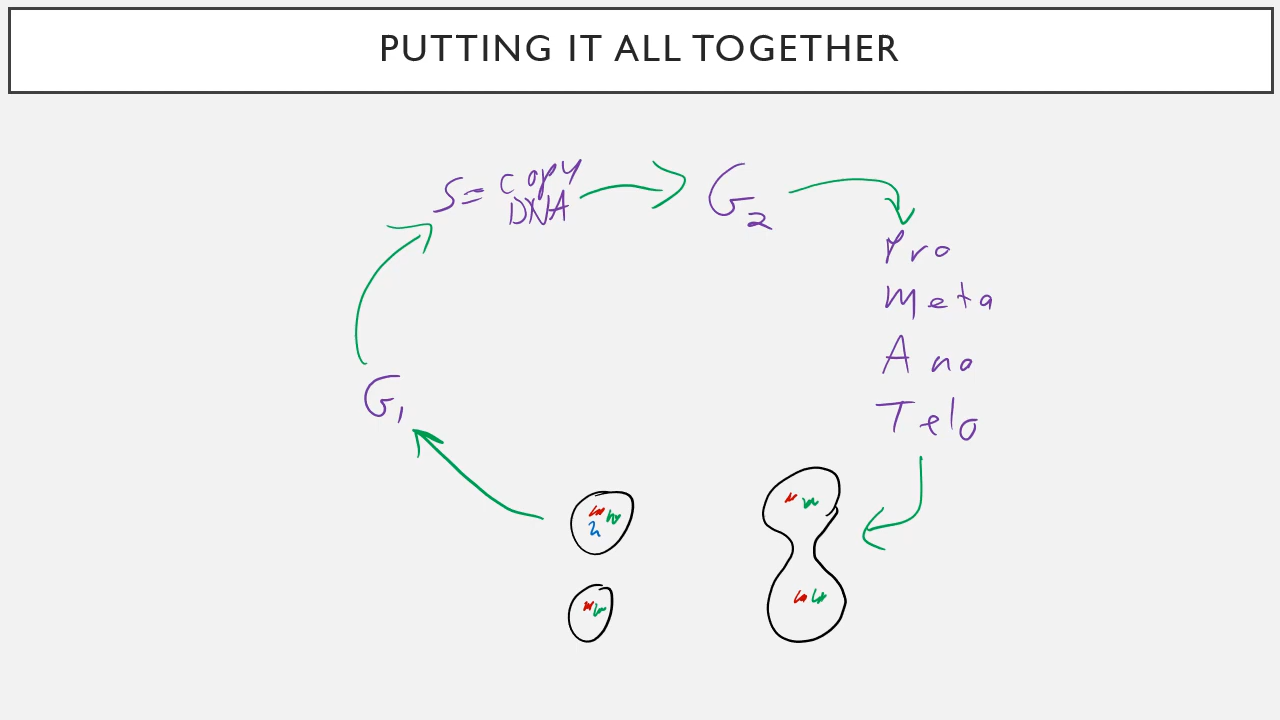 PUTTING IT ALL TOGETHER
S= copy
DNA
G2
Pro
Meta
Ana
Telo
G1